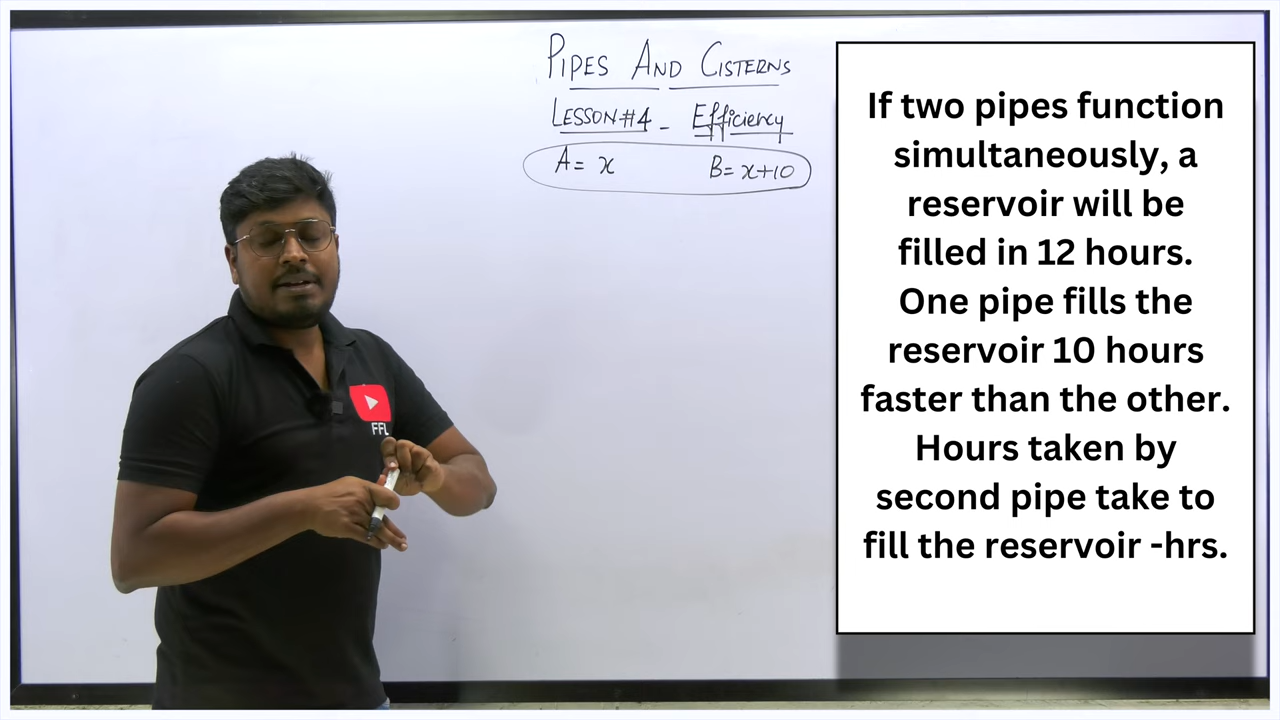 PIPES AND CISTERNS
LESSON#4 - Efficiency
A= x B= x+10
If two pipes function
simultaneously, a
reservoir will be
filled in 12 hours.
One pipe fills the
reservoir 10 hours
faster than the other.
Hours taken by
second pipe take to
fill the reservoir -hrs.
FFL